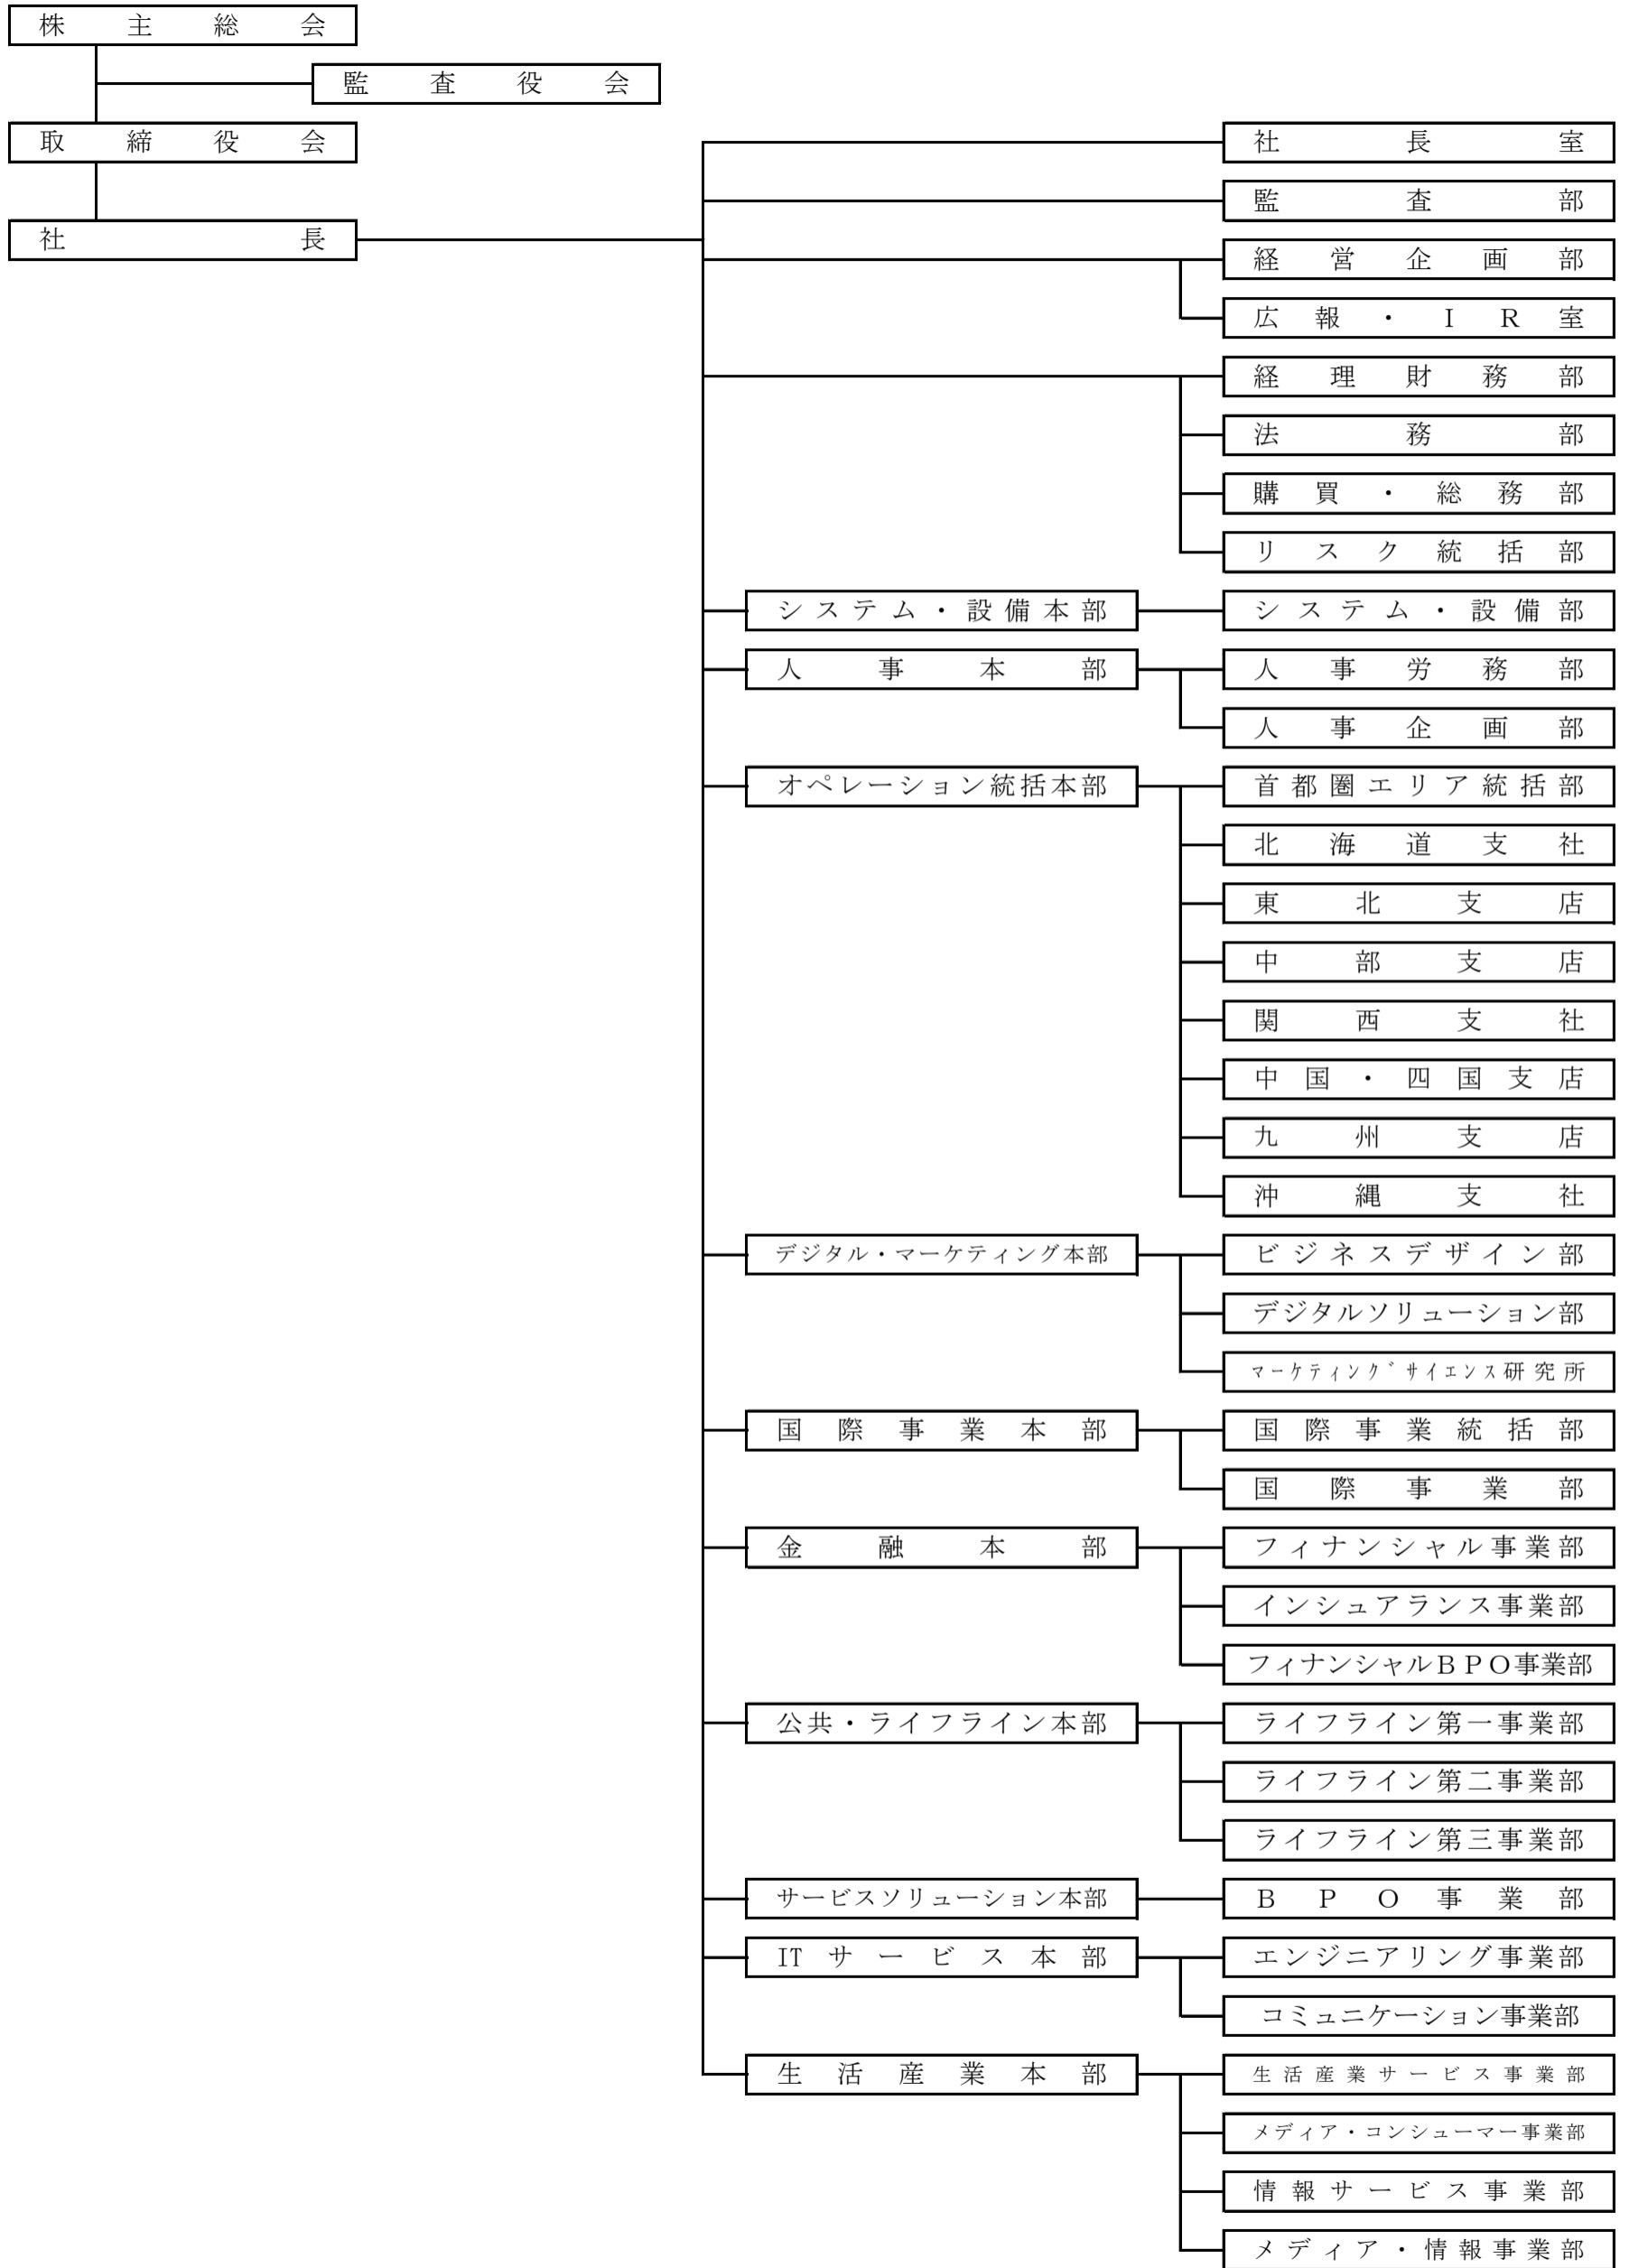 株主総会
監査役会
取締役会
社長室
監査部
社長
経営企画部
広報・ＩＲ室
経理財務部
法務部
購買・総務部
リスク統括部
システム・設備本部
システム・設備部
人事本部
人事労務部
人事企画部
オペレーション統括本部
首都圏エリア統括部
北海道支社
東北支店
中部支店
関西支社
中国・四国支店
九州支店
沖縄支社
デジタル・マーケティング本部
ビジネスデザイン部
デジタルソリューション部
ﾏｰｹﾃｨﾝｸﾞｻｲｴﾝｽ研究所
国際事業本部
国際事業統括部
国際事業部
金融本部
フィナンシャル事業部
インシュアランス事業部
フィナンシャルＢＰＯ事業部
公共・ライフライン本部
ライフライン第一事業部
ライフライン第二事業部
ライフライン第三事業部
サービスソリューション本部
ＢＰＯ事業部
ITサービス本部
エンジニアリング事業部
コミュニケーション事業部
生活産業本部
生活産業サービス事業部
メディア・コンシューマー事業部
情報サービス事業部
メディア・情報事業部